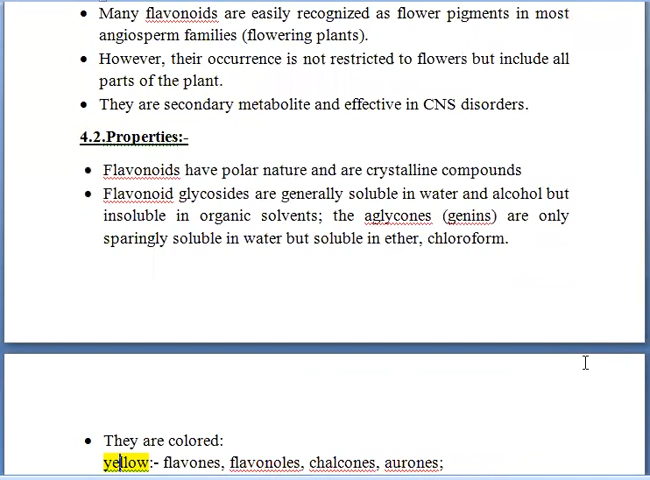 • Many flavonoids are easily recognized as flower pigments in most
angiosperm families (flowering plants).
• However, their occurrence is not restricted to flowers but include all
parts of the plant.
• They are secondary metabolite and effective in CNS disorders.
4.2.Properties:-
• Flavonoids have polar nature and are crystalline compounds
• Flavonoid glycosides are generally soluble in water and alcohol but
insoluble in organic solvents; the aglycones (genins) are only
sparingly soluble in water but soluble in ether, chloroform.
• They are colored:
yellow:- flavones, flavonoles, chalcones, aurones;